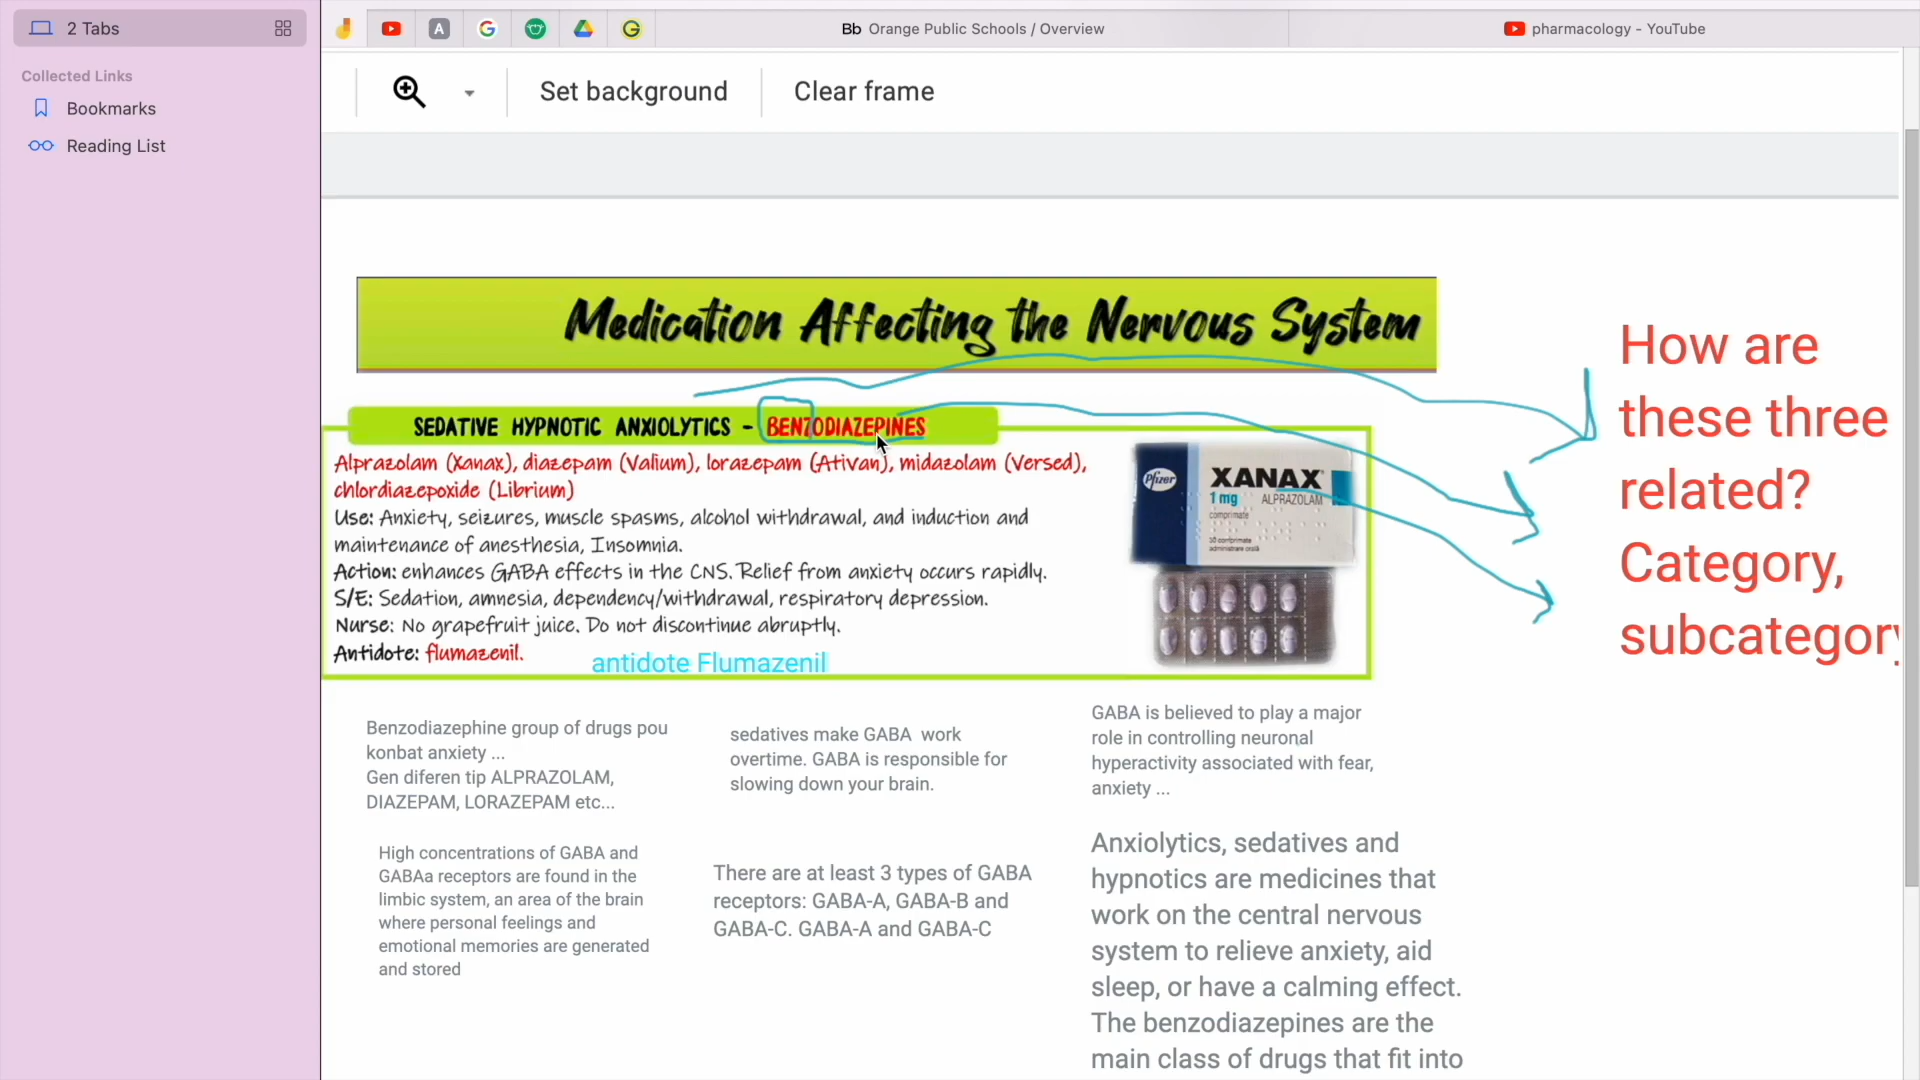 2 Tabs
Collected Links
Bookmarks
Reading List
A
Bb Orange Public Schools / Overview
pharmacology - YouTube
Set background
Clear frame
Medication Affecting the Nervous System
SEDATIVE HYPNOTIC ANXIOLYTICS - BENZODIAZEPINES
Alprazolam (Xanax), diazepam (Valium), lorazepam (Ativan), midazolam (Versed),
chlordiazepoxide (Librium)
Use: Anxiety, seizures, muscle spasms, alcohol withdrawal, and induction and
maintenance of anesthesia, Insomnia.
Action: enhances GABA effects in the CNS. Relief from anxiety occurs rapidly.
S/E: Sedation, amnesia, dependency/withdrawal, respiratory depression.
Nurse: No grapefruit juice. Do not discontinue abruptly.
Antidote: flumazenil.
antidote Flumazenil
Pfizer
XANAX
1 mg ALPRAZOLAM
comprimate
30 comprimate
administrare orală
How are
these three
related?
Category,
subcategory
Benzodiazephine group of drugs pou
konbat anxiety ...
Gen diferen tip ALPRAZOLAM,
DIAZEPAM, LORAZEPAM etc...
sedatives make GABA work
overtime. GABA is responsible for
slowing down your brain.
GABA is believed to play a major
role in controlling neuronal
hyperactivity associated with fear,
anxiety ...
High concentrations of GABA and
GABAa receptors are found in the
limbic system, an area of the brain
where personal feelings and
emotional memories are generated
and stored
There are at least 3 types of GABA
receptors: GABA-A, GABA-B and
GABA-C. GABA-A and GABA-C
Anxiolytics, sedatives and
hypnotics are medicines that
work on the central nervous
system to relieve anxiety, aid
sleep, or have a calming effect.
The benzodiazepines are the
main class of drugs that fit into